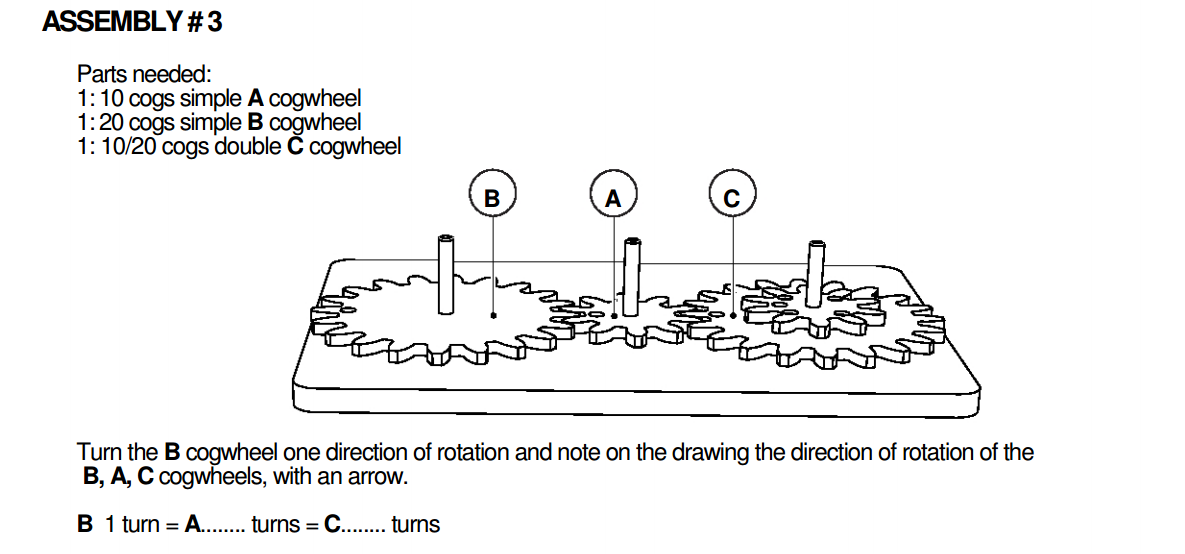 ASSEMBLY # 3
Parts needed:
1: 10 cogs simple A cogwheel
1: 20 cogs simple B cogwheel
1: 10/20 cogs double C cogwheel
B A C
Turn the B cogwheel one direction of rotation and note on the drawing the direction of rotation of the
B, A, C cogwheels, with an arrow.
B 1 turn = A........ turns = C........ turns